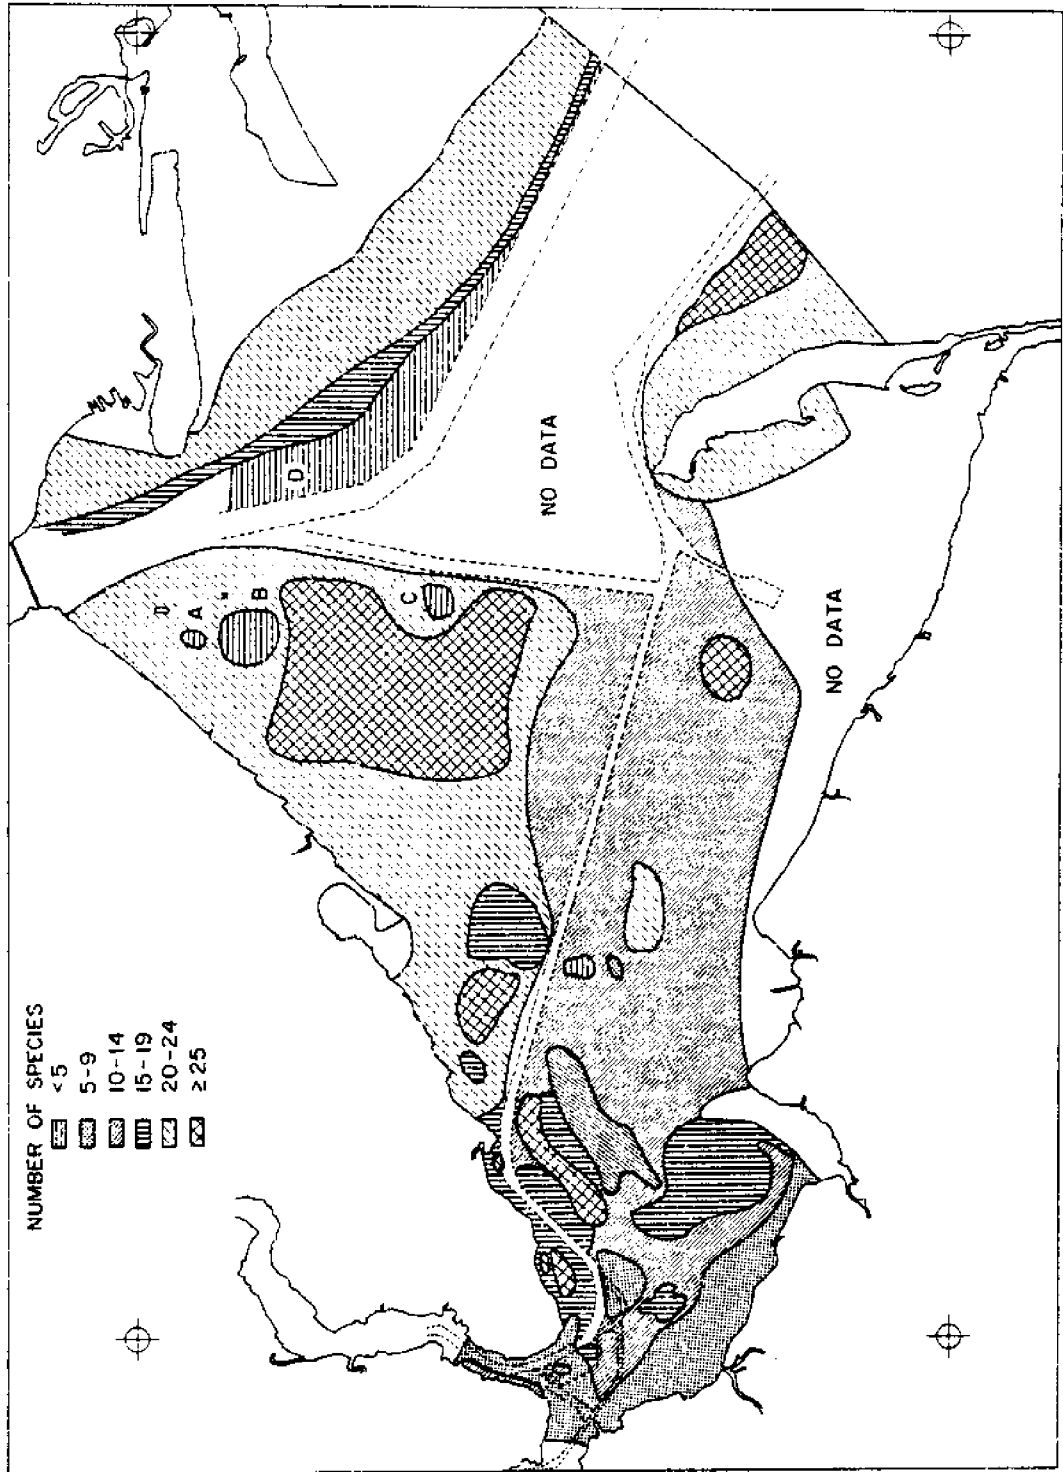 NUMBER OF SPECIES
<5
5-9
10-14
15-19
20-24
≥25
A
B
C
D
NO DATA
NO DATA